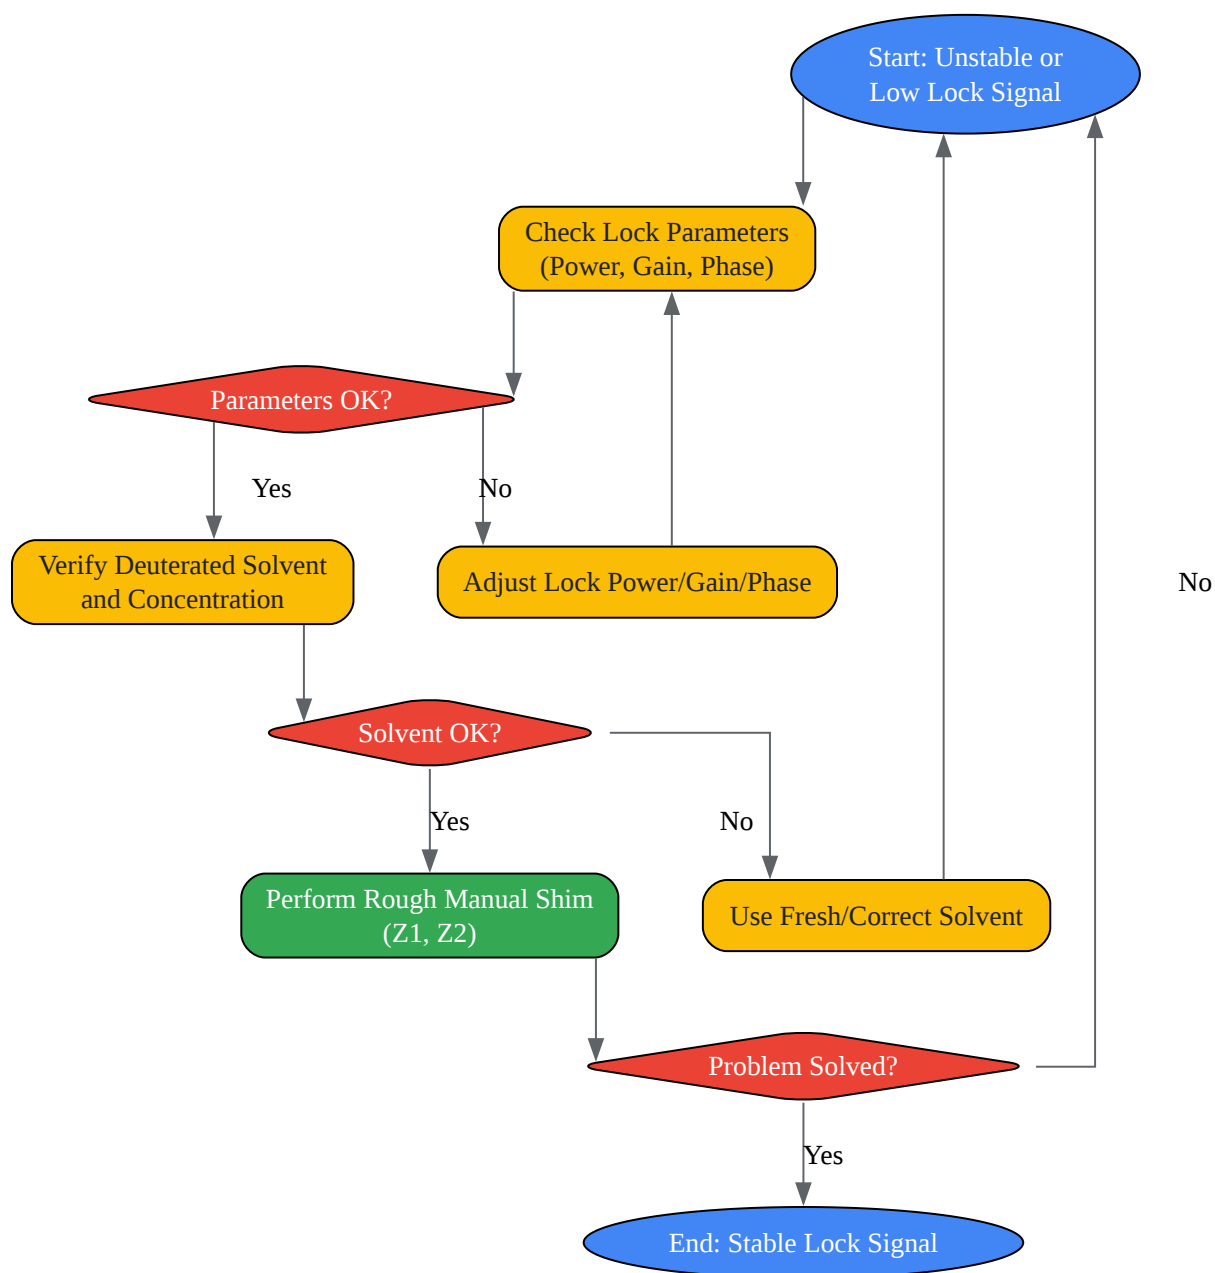 Start: Unstable or
Low Lock Signal
Check Lock Parameters
(Power, Gain, Phase)
Parameters OK?
Yes
No
Verify Deuterated Solvent
and Concentration
Adjust Lock Power/Gain/Phase
No
Solvent OK?
Yes
No
Perform Rough Manual Shim
(Z1, Z2)
Use Fresh/Correct Solvent
Problem Solved?
Yes
End: Stable Lock Signal